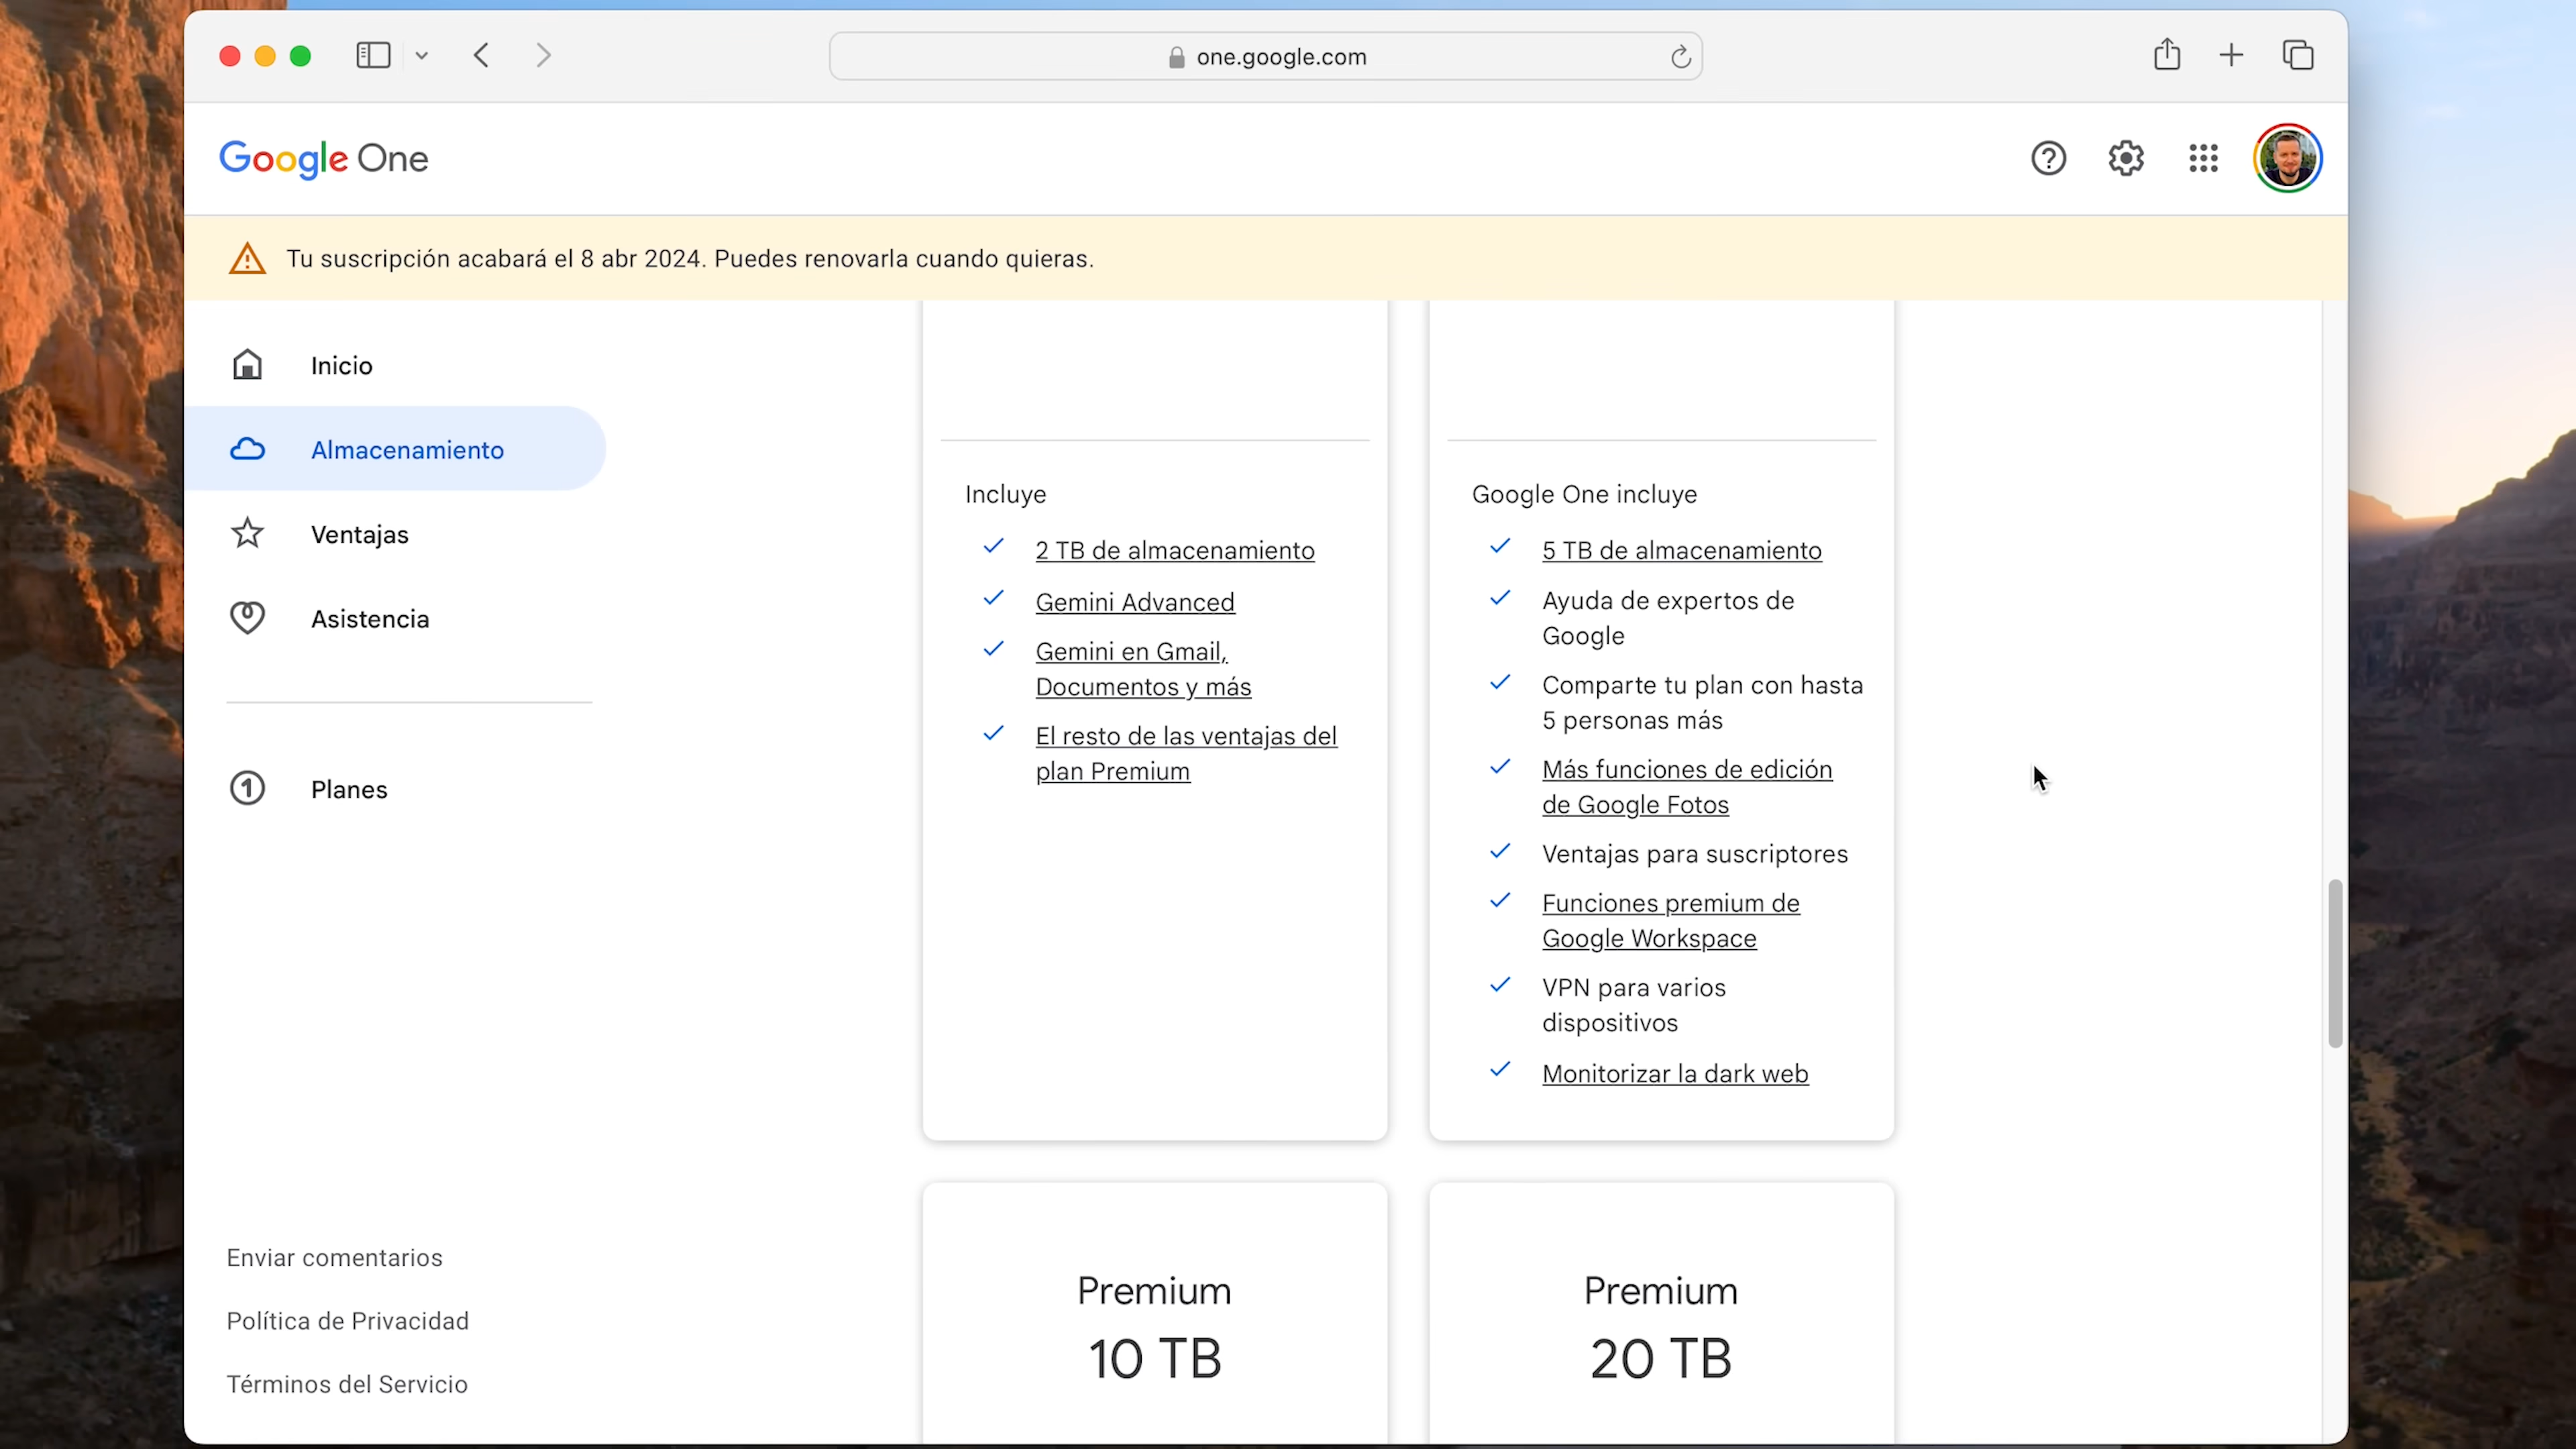 one.google.com
Google One
Tu suscripción acabará el 8 abr 2024. Puedes renovarla cuando quieras.
Inicio
Almacenamiento
Ventajas
Asistencia
Planes
Enviar comentarios
Política de Privacidad
Términos del Servicio
Incluye
2 TB de almacenamiento
Gemini Advanced
Gemini en Gmail,
Documentos y más
El resto de las ventajas del
plan Premium
Google One incluye
5 TB de almacenamiento
Ayuda de expertos de
Google
Comparte tu plan con hasta
5 personas más
Más funciones de edición
de Google Fotos
Ventajas para suscriptores
Funciones premium de
Google Workspace
VPN para varios
dispositivos
Monitorizar la dark web
Premium
10 TB
Premium
20 TB